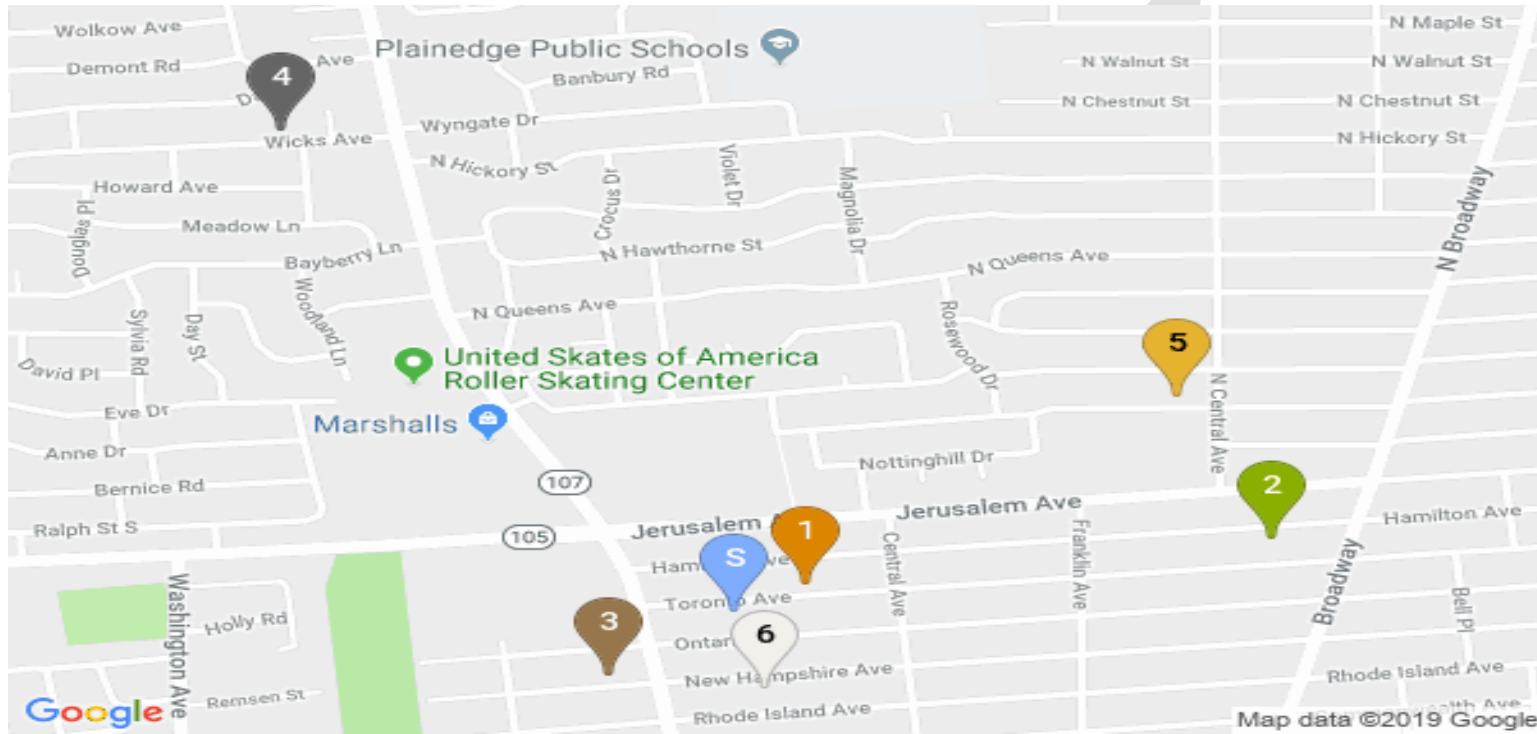 Wolkow Ave
N Maple St
Plainedge Public Schools
Demont Rd
Ave
4
Banbury Rd
N Walnut St
N Walnut St
N Chestnut St
N Chestnut St
Wyngate Dr
Wicks Ave
N Hickory St
N Hickory St
Violet Dr
Magnolia Dr
Crocus Dr
Howard Ave
Douglas Pl
Meadow Ln
N Broadway
Bayberry Ln
N Hawthorne St
N Queens Ave
Woodland Ln
N Queens Ave
Sylvia Rd
Day St
Rosewood Dr
5
David Pl
United Skates of America
Roller Skating Center
N Central Ave
Eve Dr
Marshalls
Anne Dr
Nottinghill Dr
Bernice Rd
107
2
Jerusalem Ave
Hamilton Ave
Ralph St S
105
Jerusalem A
1
S
Ham
ve
Central Ave
Franklin Ave
Broadway
Washington Ave
Toronto Ave
Bell Pl
Holly Rd
3
6
Ontar
New Hampshire Ave
Rhode Island Ave
Remsen St
Rhode Island Ave
Google
Map data ©2019 Google